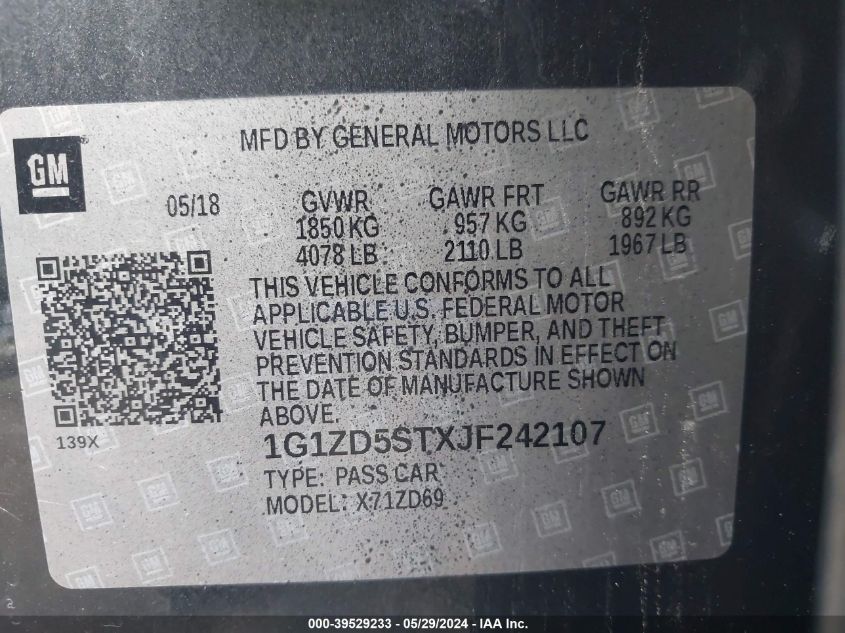 MFD BY GENERAL MOTORS LLC
GM
05/18 GVWR GAWR FRT GAWR RR
1850 KG 957 KG 892 KG
4078 LB 2110 LB 1967 LB
THIS VEHICLE CONFORMS TO ALL
APPLICABLE U.S. FEDERAL MOTOR
VEHICLE SAFETY, BUMPER, AND THEFT
PREVENTION STANDARDS IN EFFECT ON
THE DATE OF MANUFACTURE SHOWN
ABOVE.
139X
1G1ZD5STXJF242107
TYPE: PASS CAR
MODEL: X71ZD69
000-39529233 - 05/29/2024 - IAA Inc.